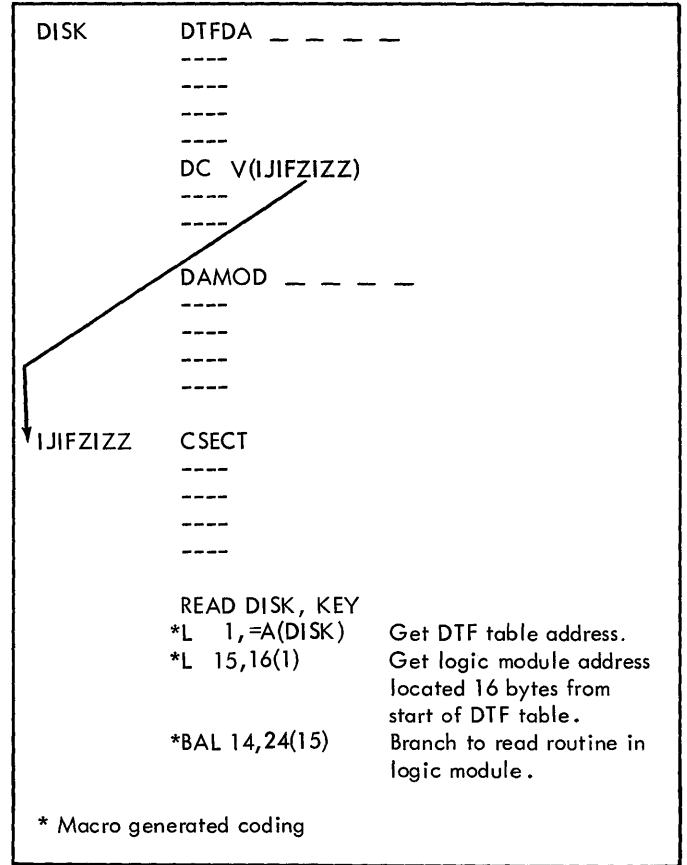 DISK DTFDA _ _ _ _
----
----
----
----
DC V(IJIFZIZZ)
----
----
DAMOD _ _ _ _
----
----
----
----
IJIFZIZZ CSECT
----
----
----
----
READ DISK, KEY
*L 1,=A(DISK) Get DTF table address.
*L 15,16(1) Get logic module address
located 16 bytes from
start of DTF table.
*BAL 14,24(15) Branch to read routine in
logic module.
* Macro generated coding